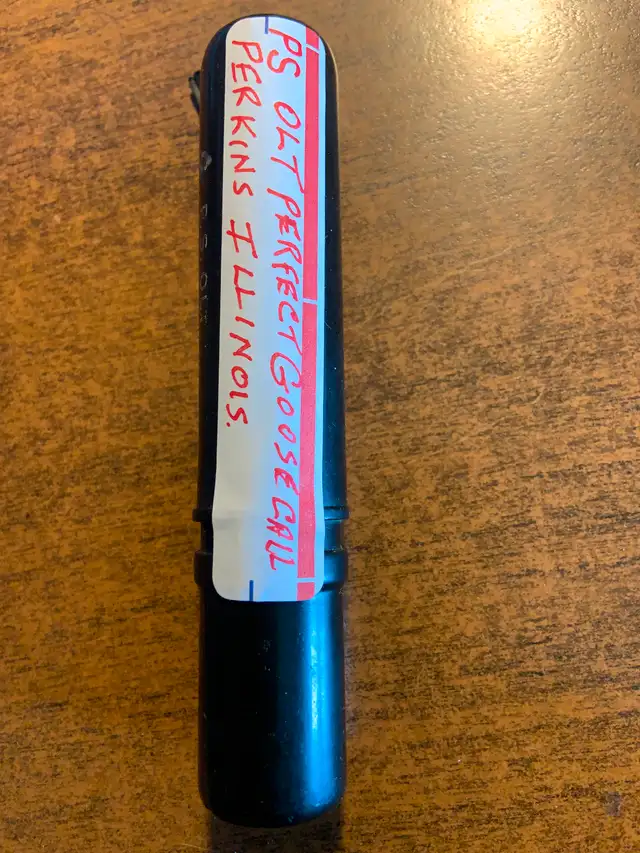 PS OLT PERFECT GOOSE CALL
PERKINS ILLINOIS.